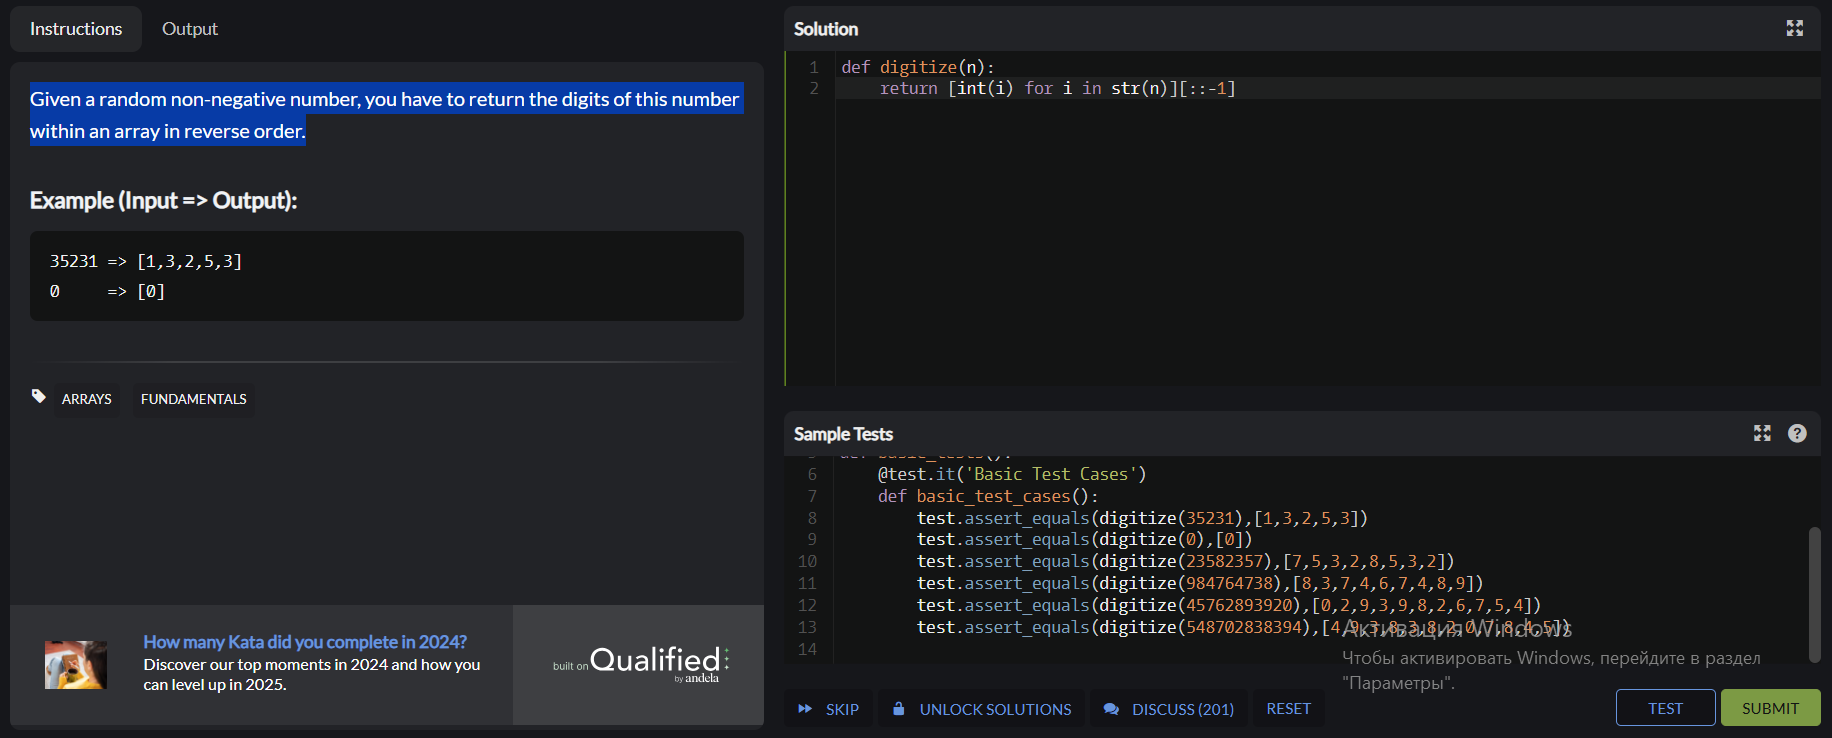 Instructions
Output
Given a random non-negative number, you have to return the digits of this number
within an array in reverse order.
Example (Input => Output):
35231 => [1,3,2,5,3]
0     => [0]
ARRAYS
FUNDAMENTALS
How many Kata did you complete in 2024?
Discover our top moments in 2024 and how you
can level up in 2025.
built on Qualified
by andela
Solution
1 def digitize(n):
2     return [int(i) for i in str(n)][::-1]
Sample Tests
5 def basic_tests():
6     @test.it('Basic Test Cases')
7     def basic_test_cases():
8         test.assert_equals(digitize(35231),[1,3,2,5,3])
9         test.assert_equals(digitize(0),[0])
10         test.assert_equals(digitize(23582357),[7,5,3,2,8,5,3,2])
11         test.assert_equals(digitize(984764738),[8,3,7,4,6,7,4,8,9])
12         test.assert_equals(digitize(45762893920),[0,2,9,3,9,8,2,6,7,5,4])
13         test.assert_equals(digitize(548702838394),[4,9,3,8,3,8,2,0,7,8,4,5])
14
Активация Windows
Чтобы активировать Windows, перейдите в раздел
"Параметры".
SKIP
UNLOCK SOLUTIONS
DISCUSS (201)
RESET
TEST
SUBMIT